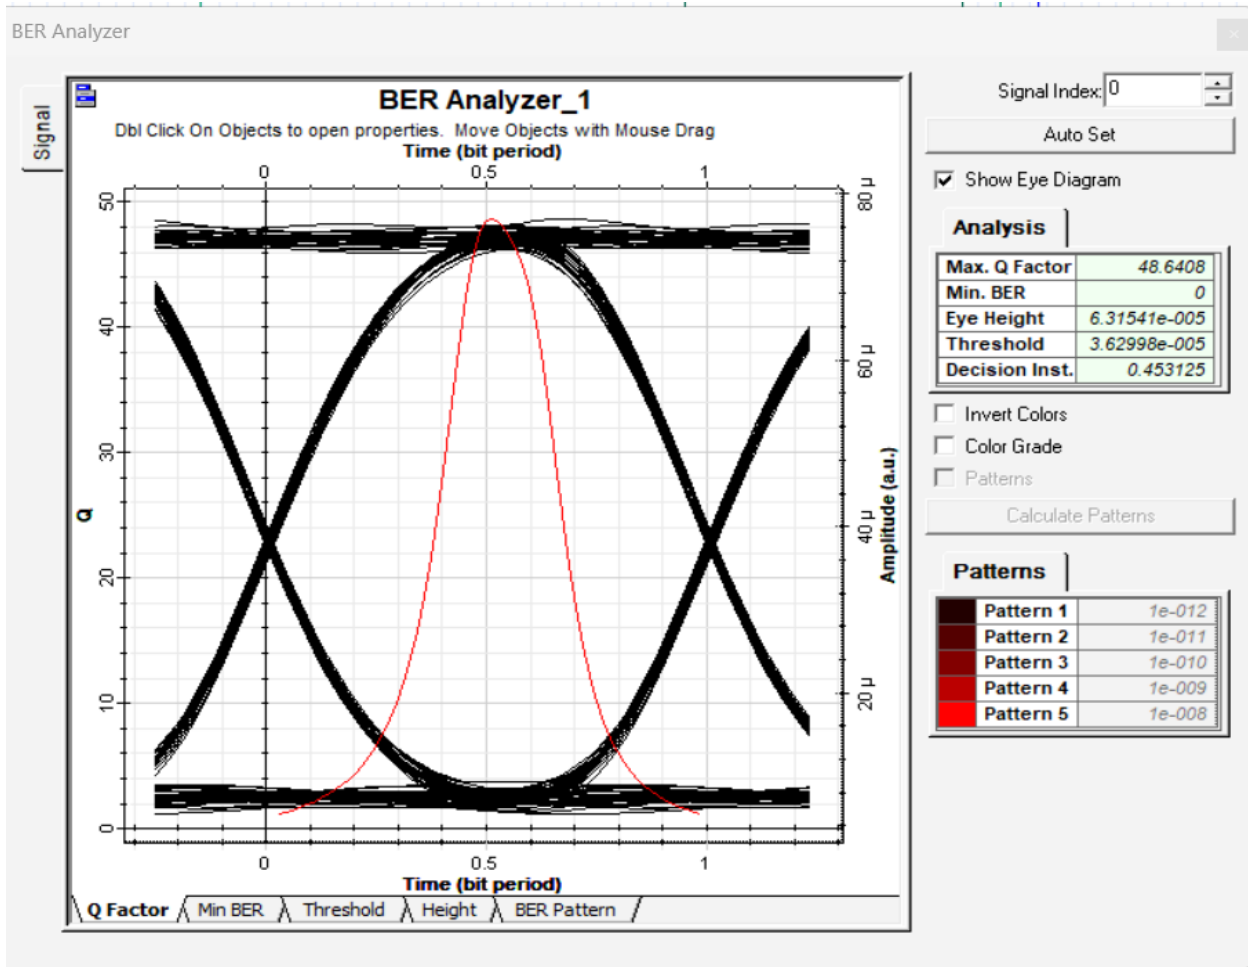 BER Analyzer
Signal
BER Analyzer_1
Dbl Click On Objects to open properties. Move Objects with Mouse Drag
Time (bit period)
0 0.5 1
50
40
30
20
10
0
Q
80 µ
60 µ
40 µ
20 µ
Amplitude (a.u.)
0 0.5 1
Time (bit period)
Q Factor Min BER Threshold Height BER Pattern
Signal Index: 0
Auto Set
Show Eye Diagram
Analysis
Max. Q Factor 48.6408
Min. BER 0
Eye Height 6.31541e-005
Threshold 3.62998e-005
Decision Inst. 0.453125
Invert Colors
Color Grade
Patterns
Calculate Patterns
Patterns
Pattern 1 1e-012
Pattern 2 1e-011
Pattern 3 1e-010
Pattern 4 1e-009
Pattern 5 1e-008